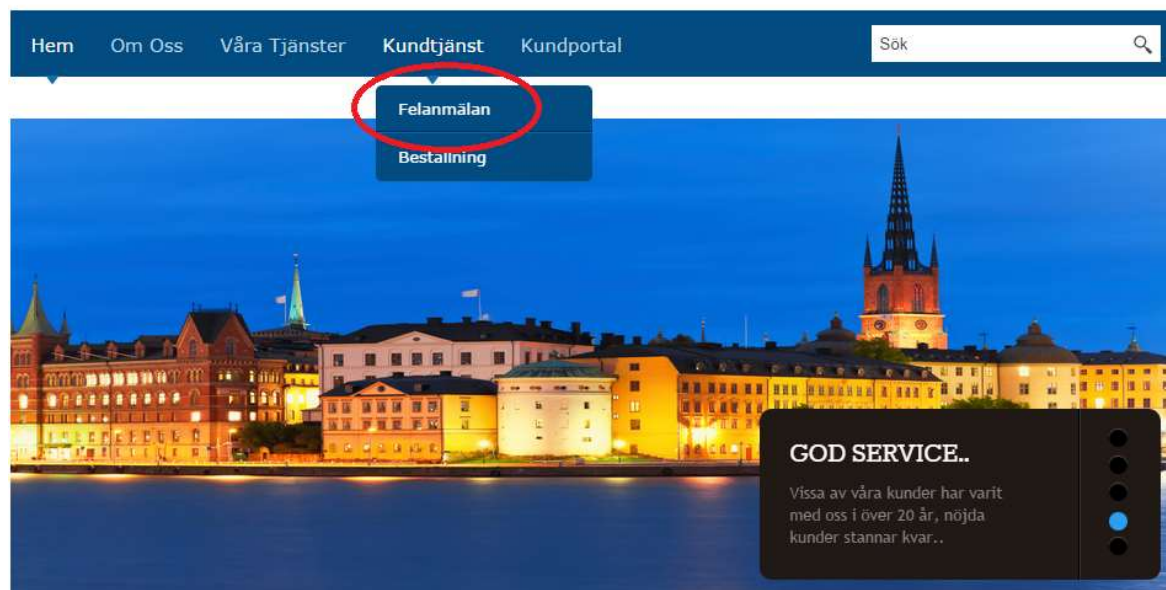 Hem Om Oss Våra Tjänster Kundtjänst Kundportal Sök
Felanmälan
Beställning
GOD SERVICE..
Vissa av våra kunder har varit
med oss i över 20 år, nöjda
kunder stannar kvar..